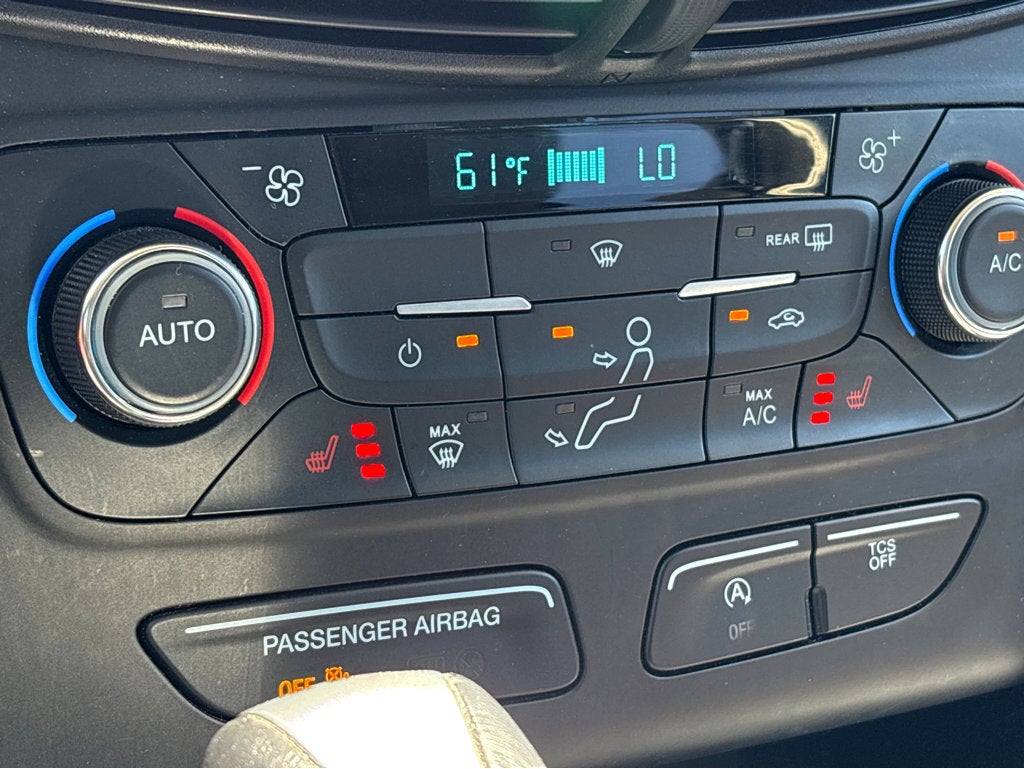 61°F LO
REAR
AUTO
A/C
MAX
MAX
A/C
PASSENGER AIRBAG
OFF
A
OFF
TCS
OFF